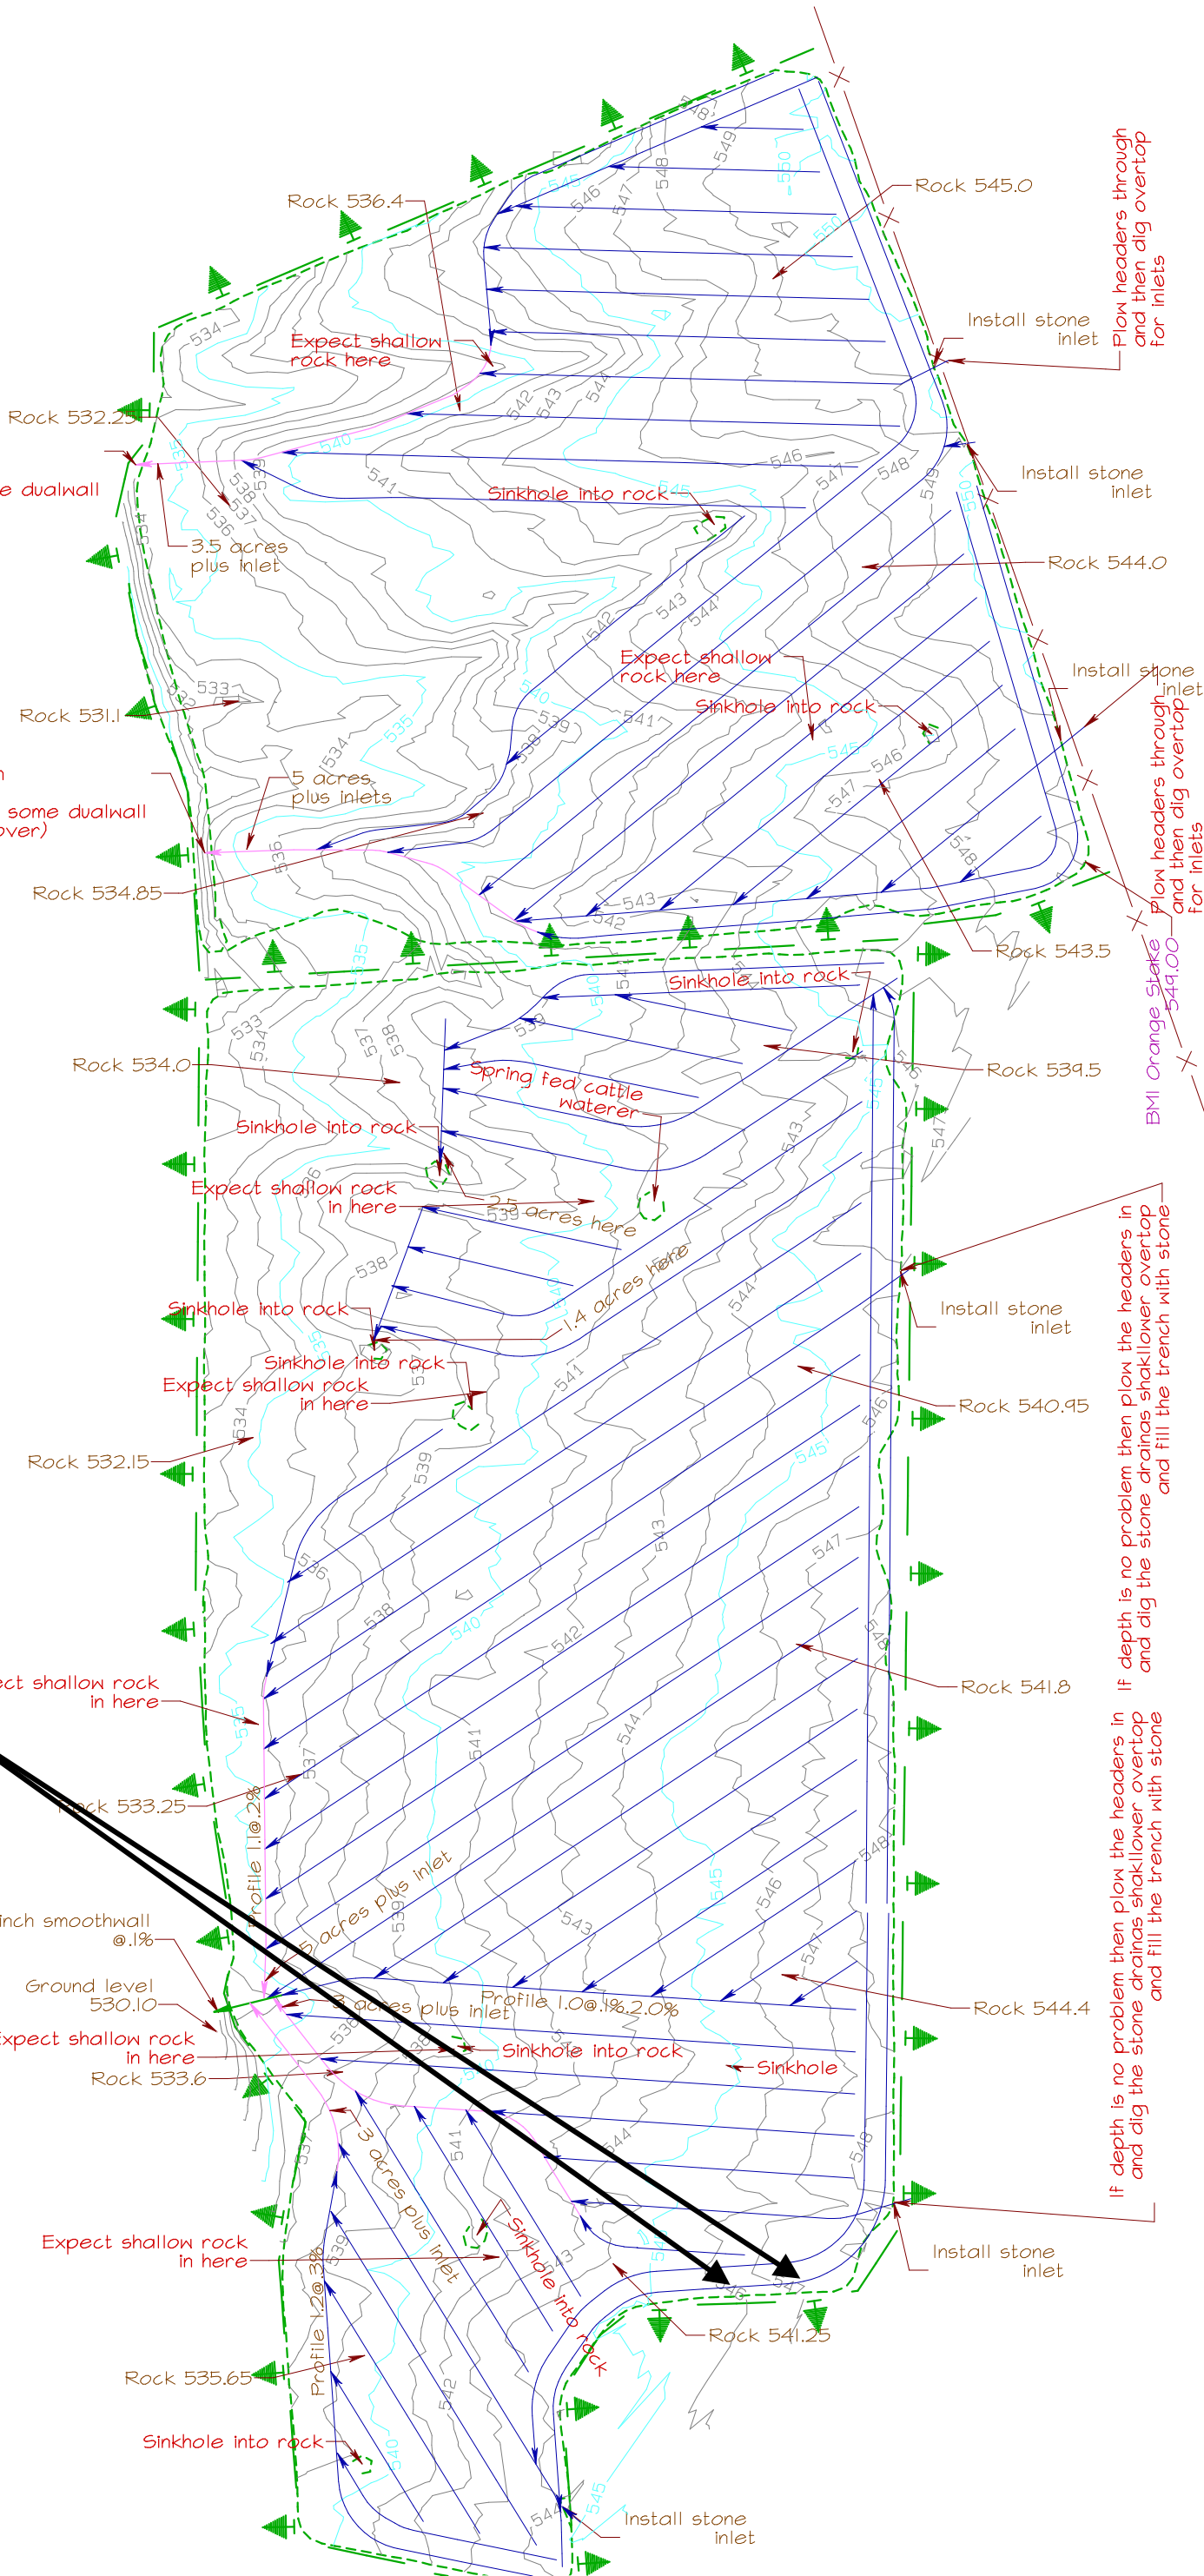 Rock 536.4
Rock 545.0
Plow headers through
and then dig overtop
for inlets
Install stone
inlet
Expect shallow
rock here
Rock 532.25
e dualwall
3.5 acres
plus inlet
Sinkhole into rock
Install stone
inlet
Rock 544.0
Expect shallow
rock here
Sinkhole into rock
Install stone
inlet
Plow headers through
and then dig overtop
for inlets
Rock 531.1
5 acres
plus inlets
some dualwall
over)
Rock 534.85
Rock 543.5
BM1 Orange Stake
549.00
Sinkhole into rock
Rock 534.0
Rock 539.5
Spring fed cattle
waterer
Sinkhole into rock
Expect shallow rock
in here
2.5 acres here
1.4 acres here
Sinkhole into rock
Sinkhole into rock
Expect shallow rock
in here
Install stone
inlet
If depth is no problem then plow the headers in
and dig the stone drainas shakllower overtop
and fill the trench with stone
Rock 540.95
Rock 532.15
ect shallow rock
in here
Rock 541.8
Rock 533.25
Profile 1.1@.2%
If depth is no problem then plow the headers in
and dig the stone drainas shakllower overtop
and fill the trench with stone
5 acres plus inlet
inch smoothwall
@.1%
Ground level
530.10
3 acres plus inlet
Profile 1.0@.1%,2.0%
Rock 544.4
Expect shallow rock
in here
Sinkhole into rock
Sinkhole
Rock 533.6
3 acres plus inlet
Expect shallow rock
in here
Sinkhole into rock
Install stone
inlet
Rock 541.25
Profile 1.2@.3%
Rock 535.65
Sinkhole into rock
Install stone
inlet